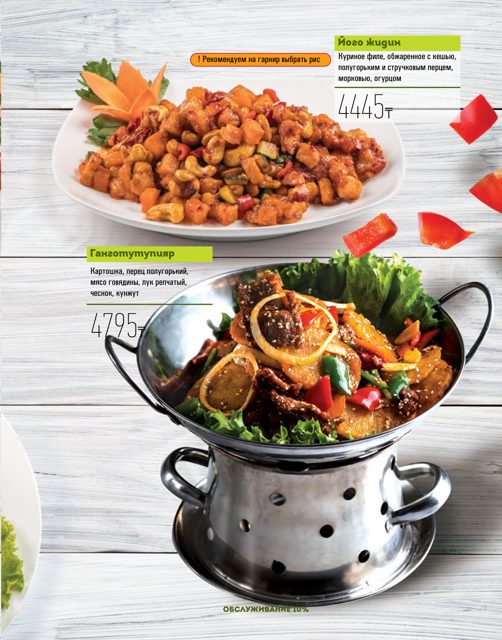 Його жидин
! Рекомендуем на гарнир выбрать рис
Куриное филе, обжаренное с кешью,
полугорьким и стручковым перцем,
морковью, огурцом
4445₸
Ганготутупияр
Картошка, перец полугорький,
мясо говядины, лук репчатый,
чеснок, кунжут
4795₸
ОБСЛУЖИВАНИЕ 10%